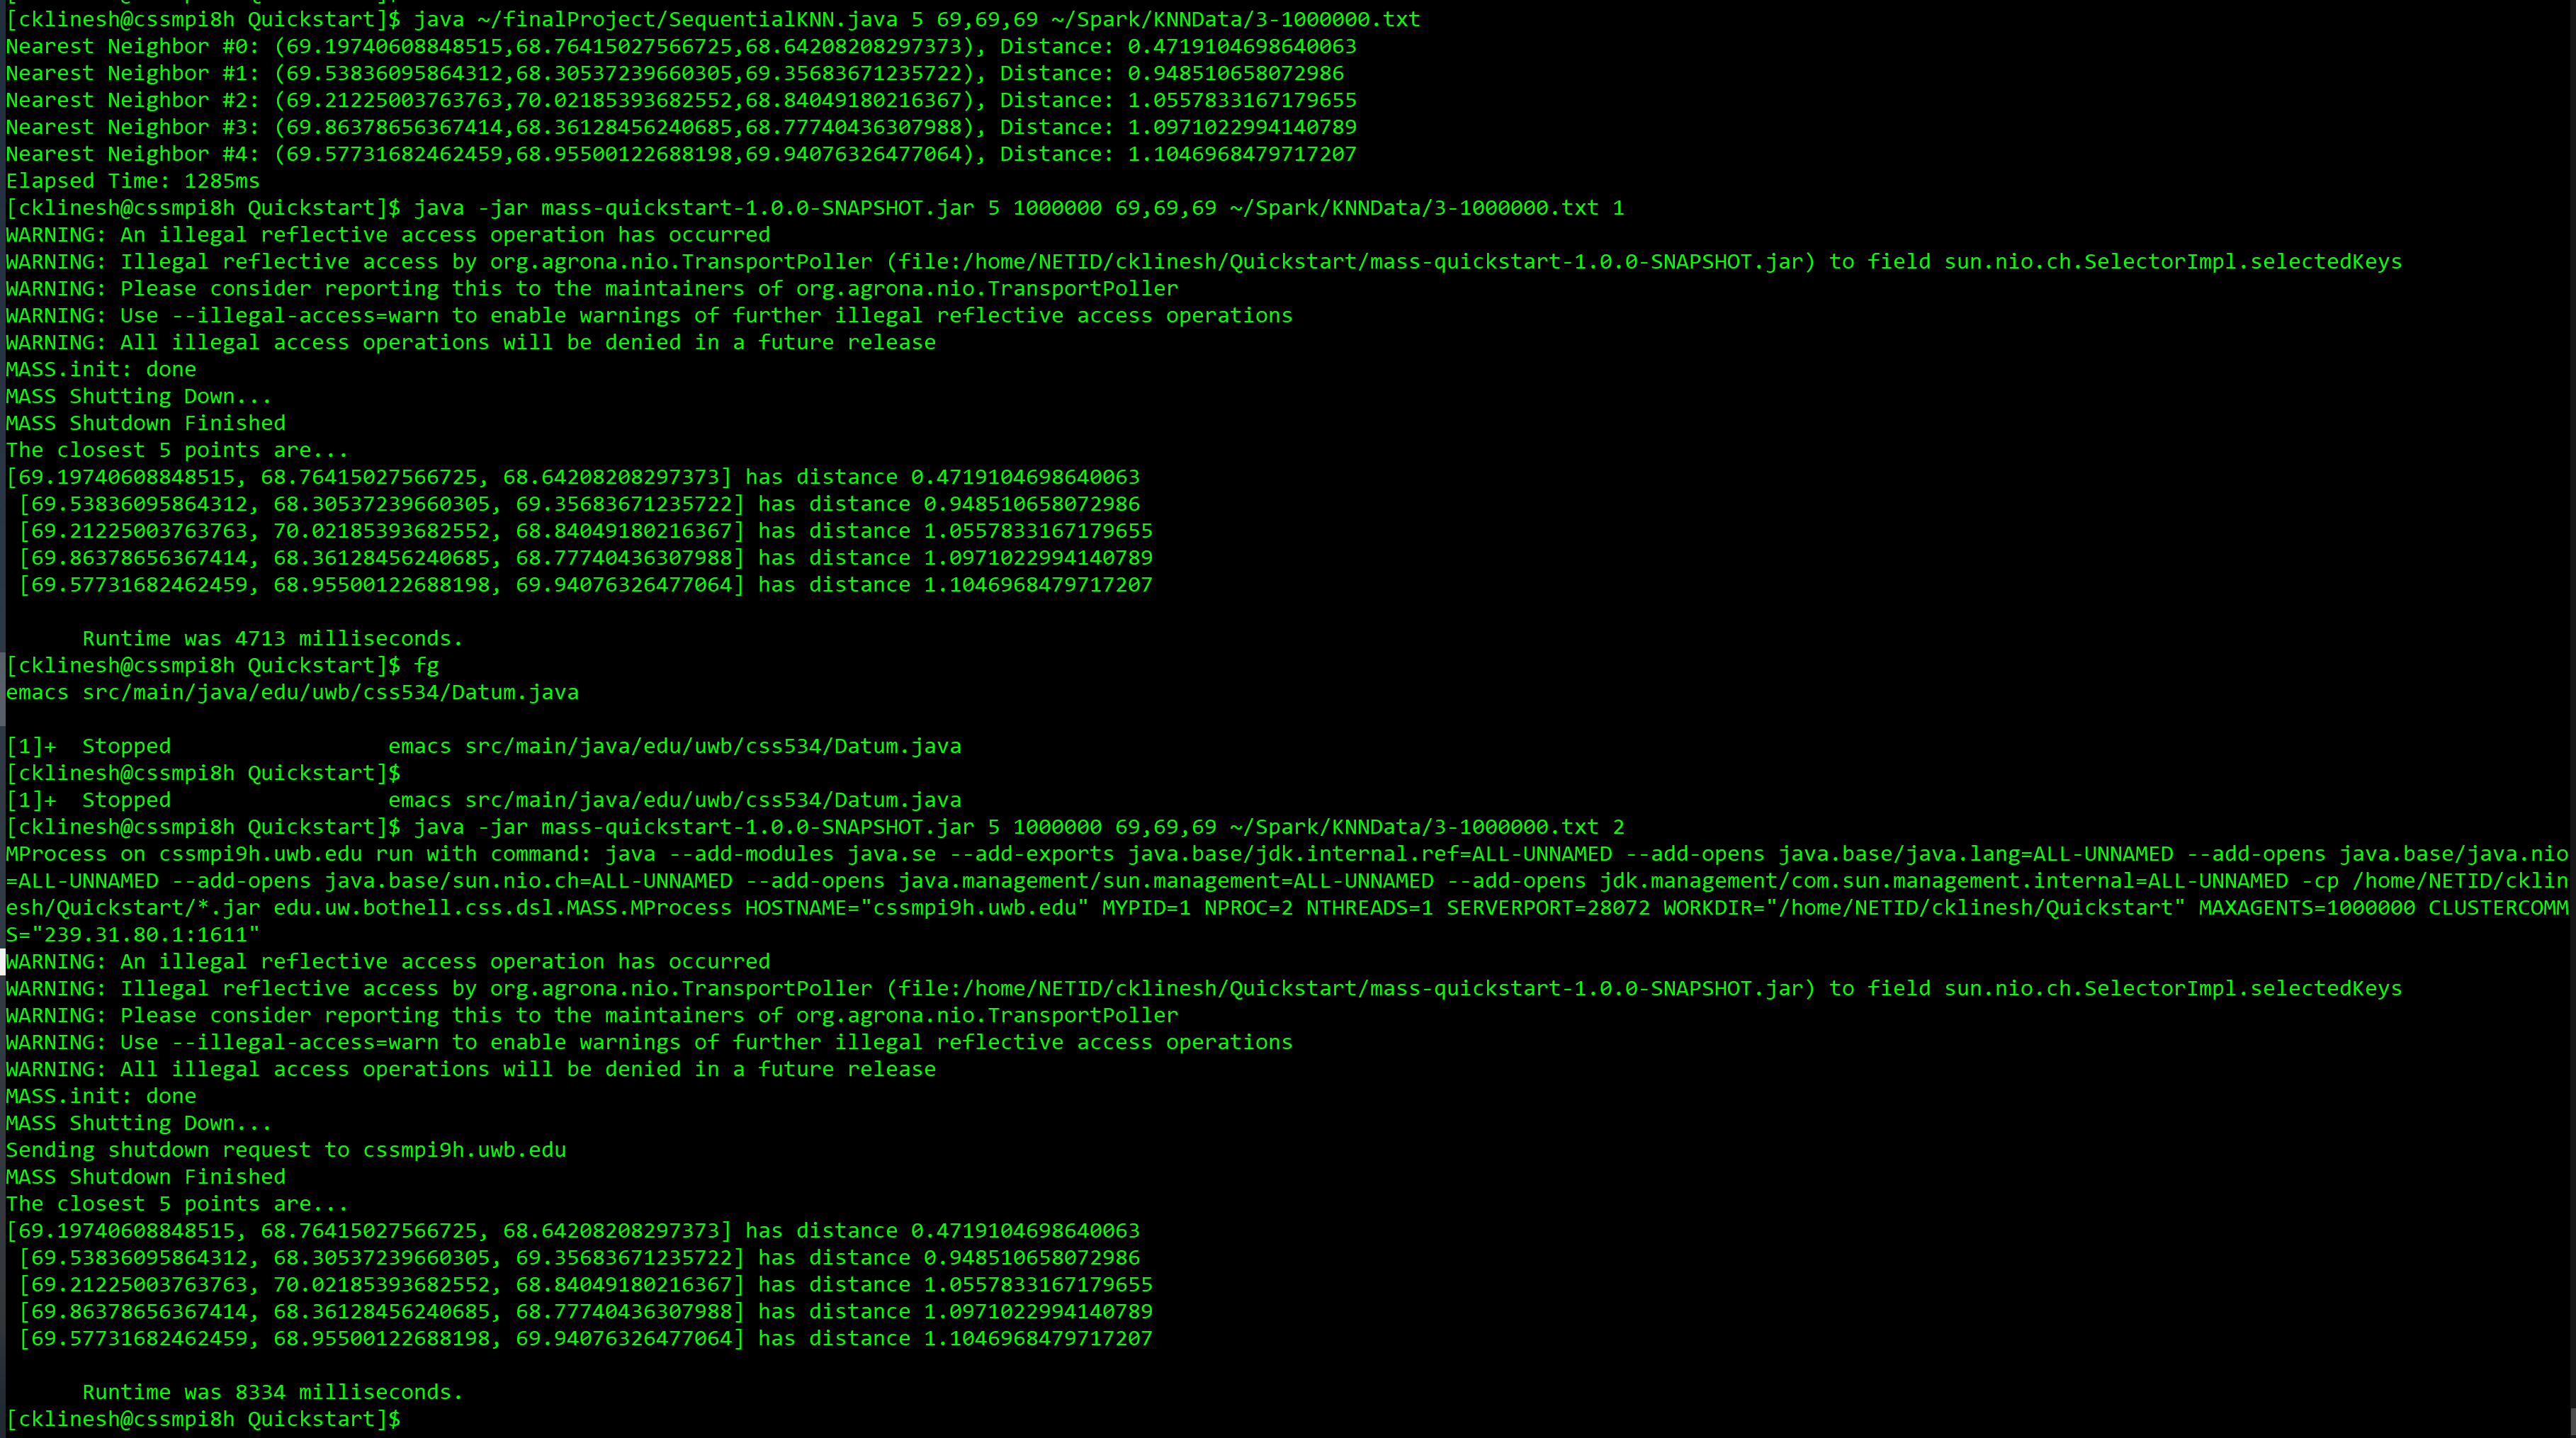 [cklinesh@cssmpi8h Quickstart]$ java ~/finalProject/SequentialKNN.java 5 69,69,69 ~/Spark/KNNData/3-1000000.txt
Nearest Neighbor #0: (69.19740608848515,68.76415027566725,68.64208208297373), Distance: 0.4719104698640063
Nearest Neighbor #1: (69.53836095864312,68.30537239660305,69.35683671235722), Distance: 0.948510658072986
Nearest Neighbor #2: (69.21225003763763,70.02185393682552,68.84049180216367), Distance: 1.0557833167179655
Nearest Neighbor #3: (69.86378656367414,68.36128456240685,68.77740436307988), Distance: 1.0971022994140789
Nearest Neighbor #4: (69.57731682462459,68.95500122688198,69.94076326477064), Distance: 1.1046968479717207
Elapsed Time: 1285ms
[cklinesh@cssmpi8h Quickstart]$ java -jar mass-quickstart-1.0.0-SNAPSHOT.jar 5 1000000 69,69,69 ~/Spark/KNNData/3-1000000.txt 1
WARNING: An illegal reflective access operation has occurred
WARNING: Illegal reflective access by org.agrona.nio.TransportPoller (file:/home/NETID/cklinesh/Quickstart/mass-quickstart-1.0.0-SNAPSHOT.jar) to field sun.nio.ch.SelectorImpl.selectedKeys
WARNING: Please consider reporting this to the maintainers of org.agrona.nio.TransportPoller
WARNING: Use --illegal-access=warn to enable warnings of further illegal reflective access operations
WARNING: All illegal access operations will be denied in a future release
MASS.init: done
MASS Shutting Down...
MASS Shutdown Finished
The closest 5 points are...
[69.19740608848515, 68.76415027566725, 68.64208208297373] has distance 0.4719104698640063
 [69.53836095864312, 68.30537239660305, 69.35683671235722] has distance 0.948510658072986
 [69.21225003763763, 70.02185393682552, 68.84049180216367] has distance 1.0557833167179655
 [69.86378656367414, 68.36128456240685, 68.77740436307988] has distance 1.0971022994140789
 [69.57731682462459, 68.95500122688198, 69.94076326477064] has distance 1.1046968479717207
      Runtime was 4713 milliseconds.
[cklinesh@cssmpi8h Quickstart]$ fg
emacs src/main/java/edu/uwb/css534/Datum.java
[1]+  Stopped                 emacs src/main/java/edu/uwb/css534/Datum.java
[cklinesh@cssmpi8h Quickstart]$
[1]+  Stopped                 emacs src/main/java/edu/uwb/css534/Datum.java
[cklinesh@cssmpi8h Quickstart]$ java -jar mass-quickstart-1.0.0-SNAPSHOT.jar 5 1000000 69,69,69 ~/Spark/KNNData/3-1000000.txt 2
MProcess on cssmpi9h.uwb.edu run with command: java --add-modules java.se --add-exports java.base/jdk.internal.ref=ALL-UNNAMED --add-opens java.base/java.lang=ALL-UNNAMED --add-opens java.base/java.nio
=ALL-UNNAMED --add-opens java.base/sun.nio.ch=ALL-UNNAMED --add-opens java.management/sun.management=ALL-UNNAMED --add-opens jdk.management/com.sun.management.internal=ALL-UNNAMED -cp /home/NETID/cklin
esh/Quickstart/*.jar edu.uw.bothell.css.dsl.MASS.MProcess HOSTNAME="cssmpi9h.uwb.edu" MYPID=1 NPROC=2 NTHREADS=1 SERVERPORT=28072 WORKDIR="/home/NETID/cklinesh/Quickstart" MAXAGENTS=1000000 CLUSTERCOMM
S="239.31.80.1:1611"
WARNING: An illegal reflective access operation has occurred
WARNING: Illegal reflective access by org.agrona.nio.TransportPoller (file:/home/NETID/cklinesh/Quickstart/mass-quickstart-1.0.0-SNAPSHOT.jar) to field sun.nio.ch.SelectorImpl.selectedKeys
WARNING: Please consider reporting this to the maintainers of org.agrona.nio.TransportPoller
WARNING: Use --illegal-access=warn to enable warnings of further illegal reflective access operations
WARNING: All illegal access operations will be denied in a future release
MASS.init: done
MASS Shutting Down...
Sending shutdown request to cssmpi9h.uwb.edu
MASS Shutdown Finished
The closest 5 points are...
[69.19740608848515, 68.76415027566725, 68.64208208297373] has distance 0.4719104698640063
 [69.53836095864312, 68.30537239660305, 69.35683671235722] has distance 0.948510658072986
 [69.21225003763763, 70.02185393682552, 68.84049180216367] has distance 1.0557833167179655
 [69.86378656367414, 68.36128456240685, 68.77740436307988] has distance 1.0971022994140789
 [69.57731682462459, 68.95500122688198, 69.94076326477064] has distance 1.1046968479717207
      Runtime was 8334 milliseconds.
[cklinesh@cssmpi8h Quickstart]$